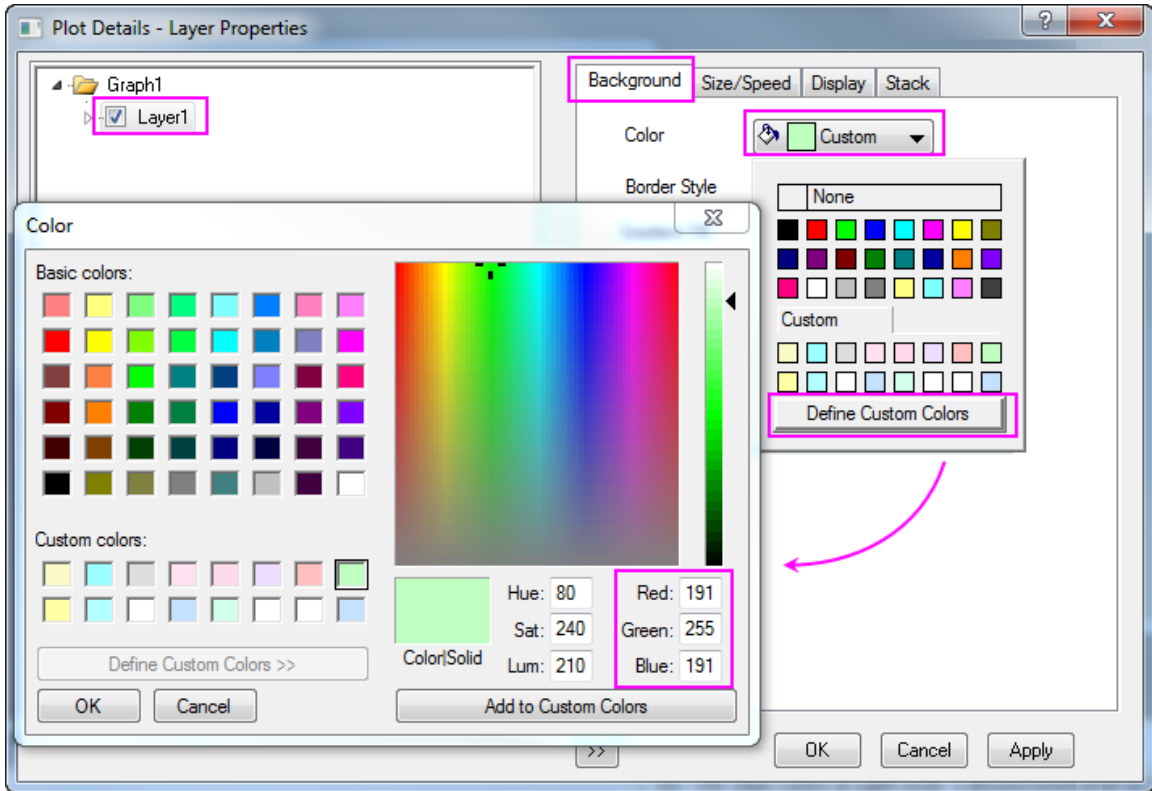 Plot Details - Layer Properties
Graph1
Layer1
Background
Size/Speed
Display
Stack
Color
Custom
Border Style
None
Custom
Define Custom Colors
Color
Basic colors:
Custom colors:
Define Custom Colors >>
OK
Cancel
Color|Solid
Hue: 80
Sat: 240
Lum: 210
Red: 191
Green: 255
Blue: 191
Add to Custom Colors
>>
OK
Cancel
Apply